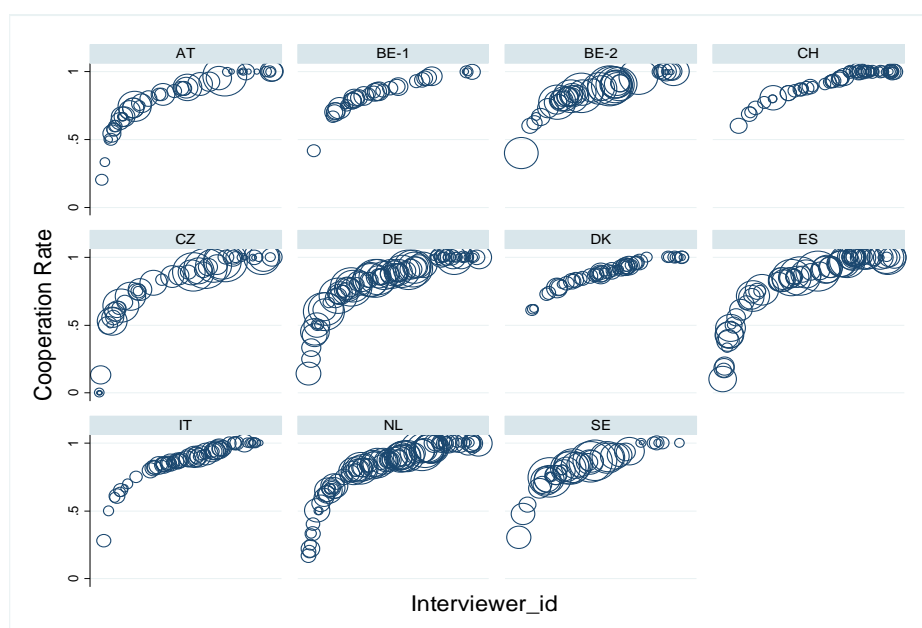 AT BE-1 BE-2 CH
1
.5
0
CZ DE DK ES
1
.5
0
IT NL SE
1
.5
0
Cooperation Rate
Interviewer_id